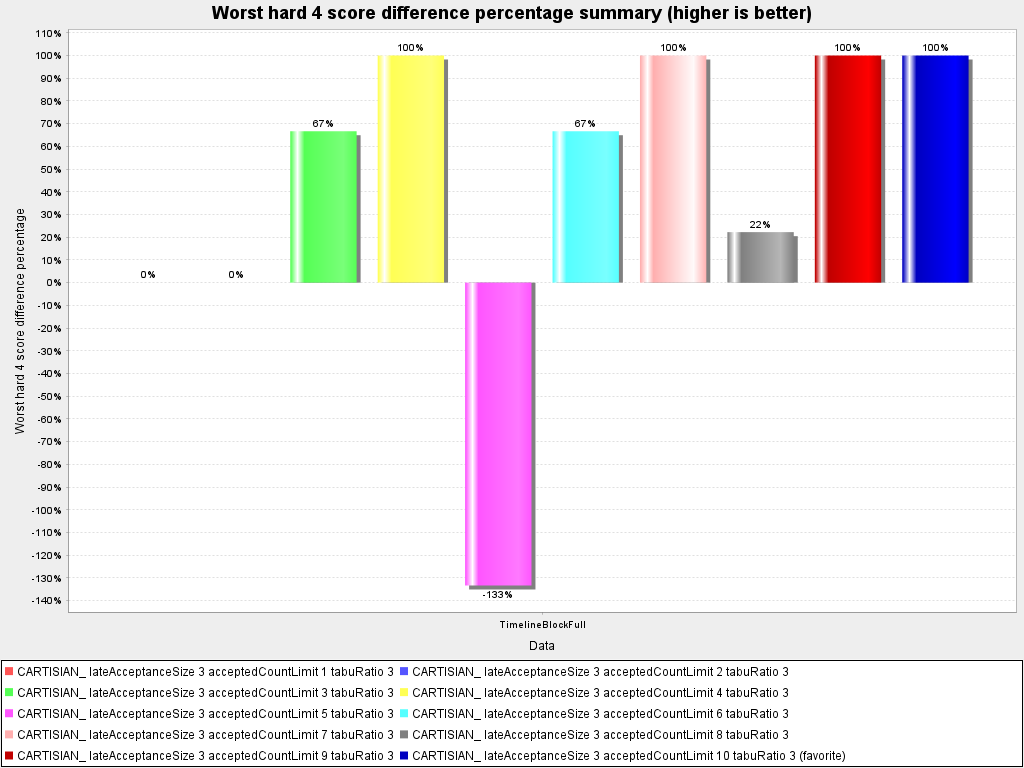 Worst hard 4 score difference percentage summary (higher is better)
110%
100%
90%
80%
70%
60%
50%
40%
30%
20%
10%
0%
-10%
-20%
-30%
-40%
-50%
-60%
-70%
-80%
-90%
-100%
-110%
-120%
-130%
-140%
Worst hard 4 score difference percentage
0%
0%
67%
100%
-133%
67%
100%
22%
100%
100%
TimelineBlockFull
Data
CARTISIAN_ lateAcceptanceSize 3 acceptedCountLimit 1 tabuRatio 3
CARTISIAN_ lateAcceptanceSize 3 acceptedCountLimit 2 tabuRatio 3
CARTISIAN_ lateAcceptanceSize 3 acceptedCountLimit 3 tabuRatio 3
CARTISIAN_ lateAcceptanceSize 3 acceptedCountLimit 4 tabuRatio 3
CARTISIAN_ lateAcceptanceSize 3 acceptedCountLimit 5 tabuRatio 3
CARTISIAN_ lateAcceptanceSize 3 acceptedCountLimit 6 tabuRatio 3
CARTISIAN_ lateAcceptanceSize 3 acceptedCountLimit 7 tabuRatio 3
CARTISIAN_ lateAcceptanceSize 3 acceptedCountLimit 8 tabuRatio 3
CARTISIAN_ lateAcceptanceSize 3 acceptedCountLimit 9 tabuRatio 3
CARTISIAN_ lateAcceptanceSize 3 acceptedCountLimit 10 tabuRatio 3 (favorite)